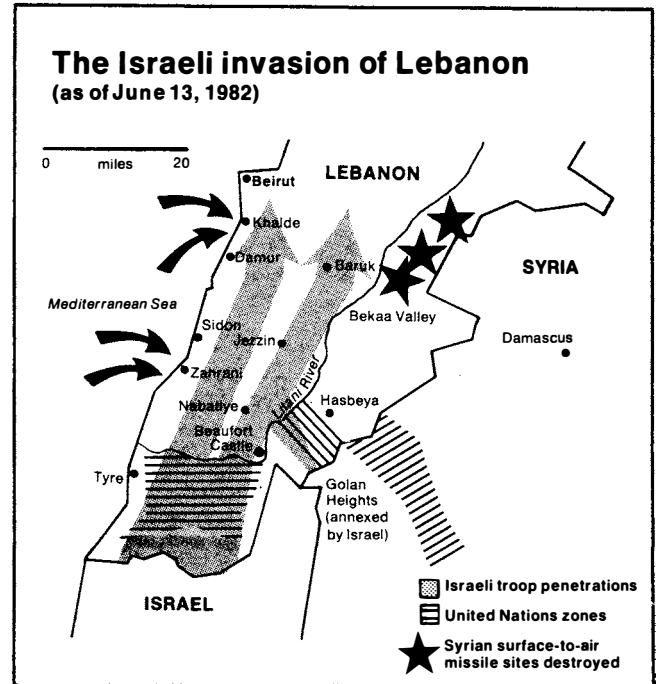 The Israeli invasion of Lebanon
(as of June 13, 1982)
0 miles 20
Beirut
LEBANON
Khalde
Damur
Baruk
SYRIA
Mediterranean Sea
Bekaa Valley
Sidon
Jezzin
Damascus
Zahrani
Litani River
Nabatiye
Hasbeya
Beaufort
Castle
Tyre
Golan
Heights
(annexed
by Israel)
ISRAEL
Israeli troop penetrations
United Nations zones
Syrian surface-to-air
missile sites destroyed